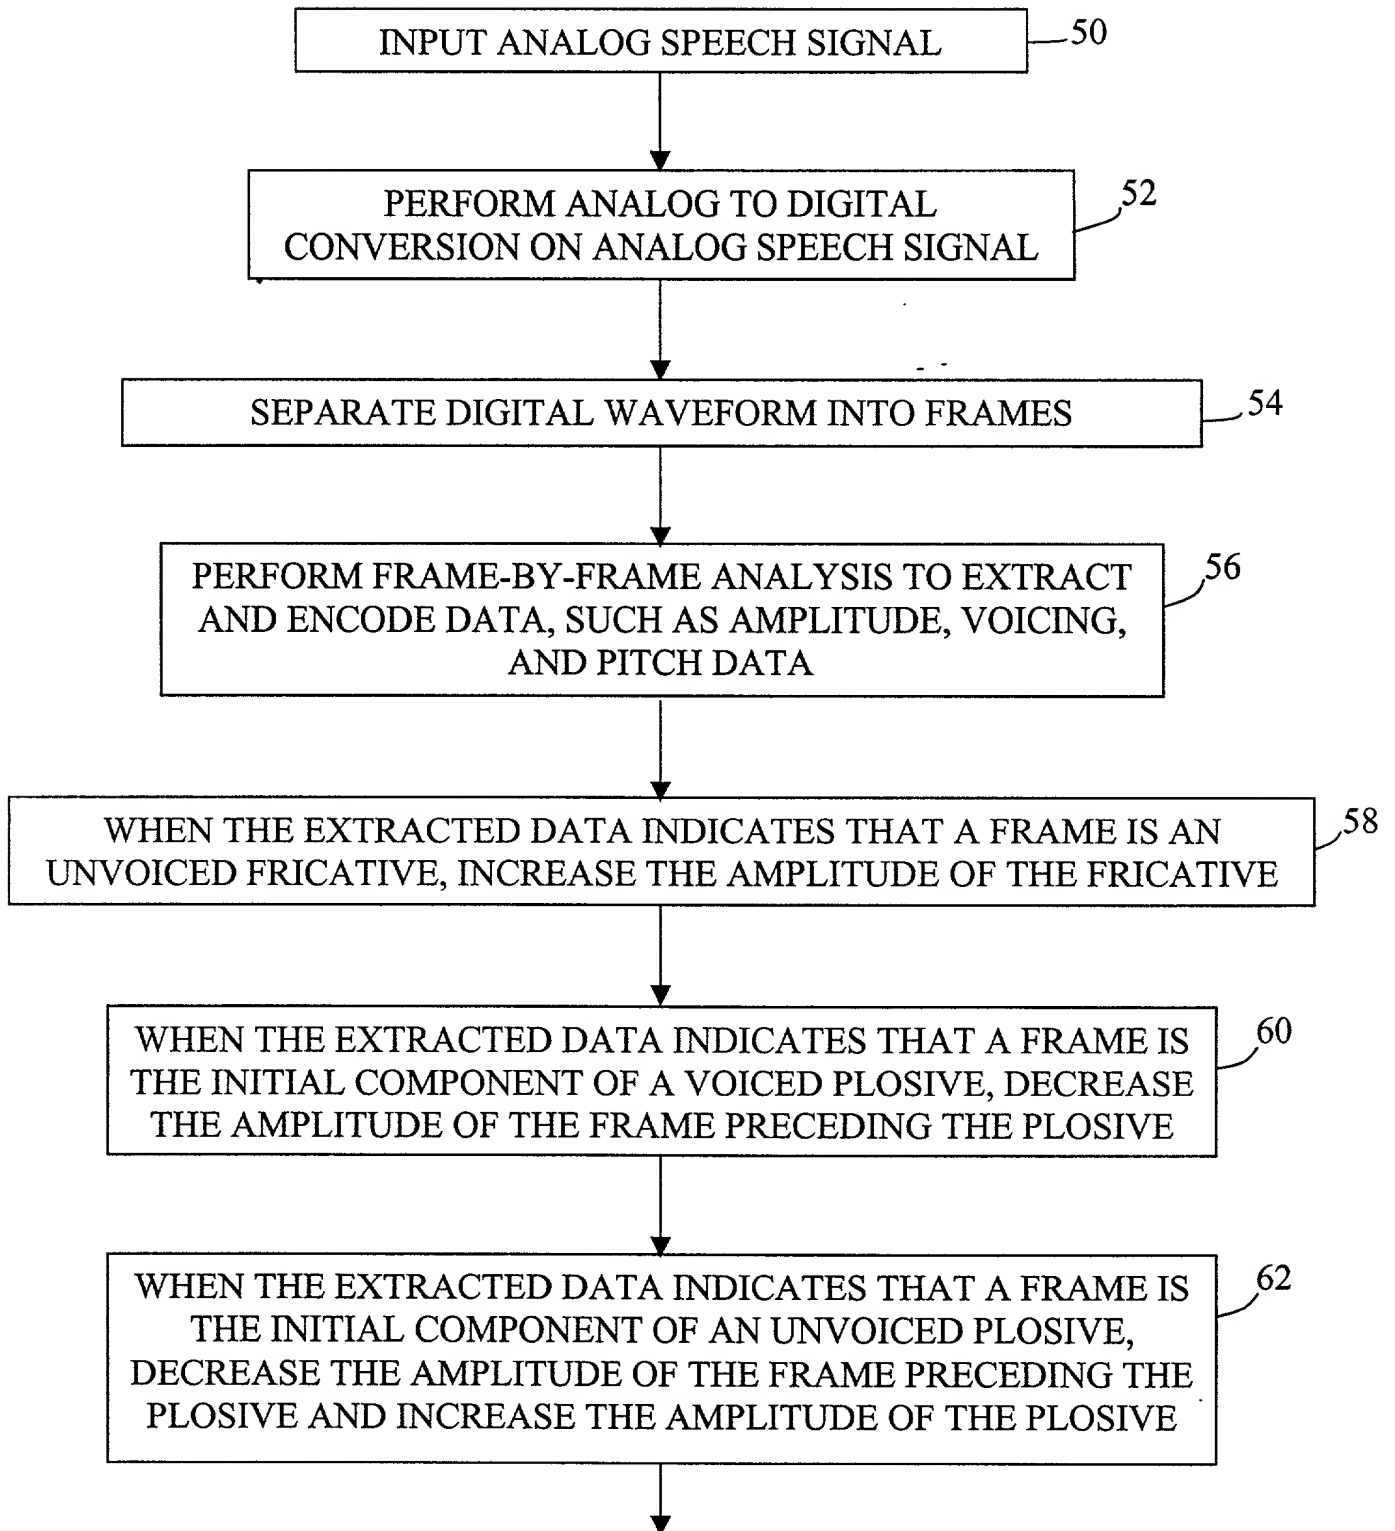 INPUT ANALOG SPEECH SIGNAL
50
PERFORM ANALOG TO DIGITAL
CONVERSION ON ANALOG SPEECH SIGNAL
52
SEPARATE DIGITAL WAVEFORM INTO FRAMES
54
PERFORM FRAME-BY-FRAME ANALYSIS TO EXTRACT
AND ENCODE DATA, SUCH AS AMPLITUDE, VOICING,
AND PITCH DATA
56
WHEN THE EXTRACTED DATA INDICATES THAT A FRAME IS AN
UNVOICED FRICATIVE, INCREASE THE AMPLITUDE OF THE FRICATIVE
58
WHEN THE EXTRACTED DATA INDICATES THAT A FRAME IS
THE INITIAL COMPONENT OF A VOICED PLOSIVE, DECREASE
THE AMPLITUDE OF THE FRAME PRECEDING THE PLOSIVE
60
WHEN THE EXTRACTED DATA INDICATES THAT A FRAME IS
THE INITIAL COMPONENT OF AN UNVOICED PLOSIVE,
DECREASE THE AMPLITUDE OF THE FRAME PRECEDING THE
PLOSIVE AND INCREASE THE AMPLITUDE OF THE PLOSIVE
62